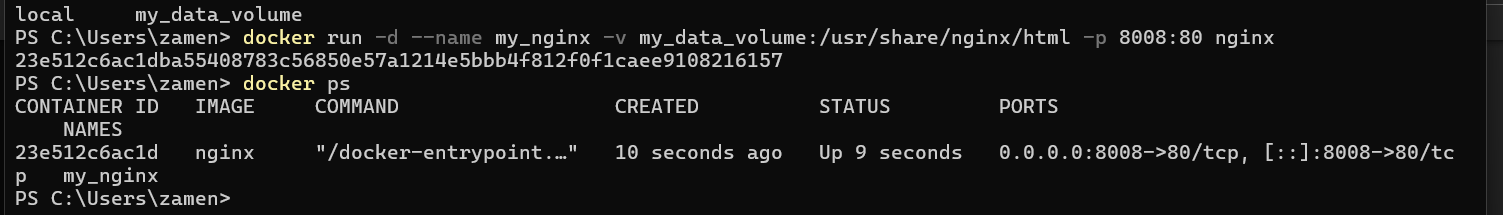 local     my_data_volume
PS C:\Users\zamen> docker run -d --name my_nginx -v my_data_volume:/usr/share/nginx/html -p 8008:80 nginx
23e512c6ac1dba55408783c56850e57a1214e5bbb4f812f0f1caee9108216157
PS C:\Users\zamen> docker ps
CONTAINER ID   IMAGE     COMMAND                  CREATED          STATUS         PORTS
    NAMES
23e512c6ac1d   nginx     "/docker-entrypoint.…"   10 seconds ago   Up 9 seconds   0.0.0.0:8008->80/tcp, [::]:8008->80/tc
p   my_nginx
PS C:\Users\zamen>